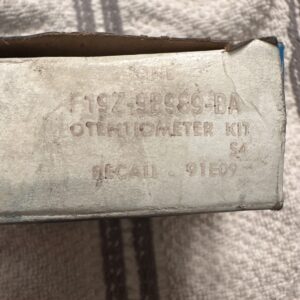 F19Z-9B989-DA
OTENTIOMETER KIT
S4
RECALL 91E09